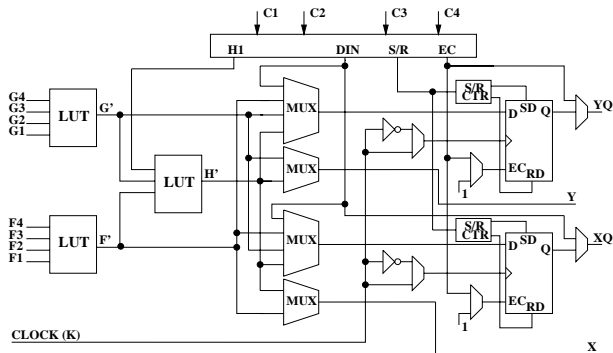 C1 C2 C3 C4
H1 DIN S/R EC
G4
G3
G2
G1
LUT
G'
MUX
S/R
CTR
SD
D Q
YQ
EC
RD
1
LUT
H'
MUX
Y
F4
F3
F2
F1
LUT
F'
MUX
S/R
CTR
SD
D Q
XQ
EC
RD
1
MUX
CLOCK (K)
X